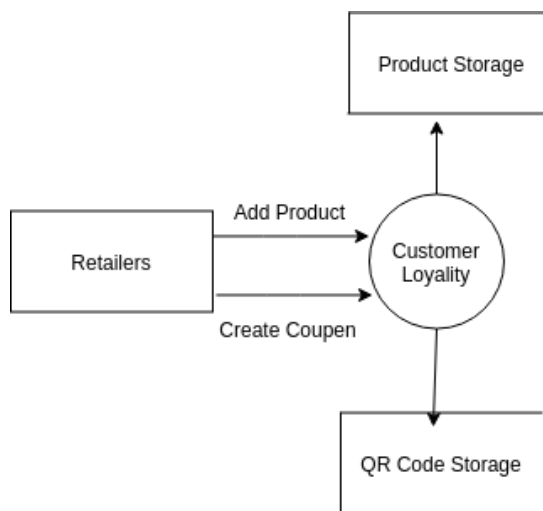 Product Storage
Add Product
Retailers
Customer
Loyality
Create Coupen
QR Code Storage